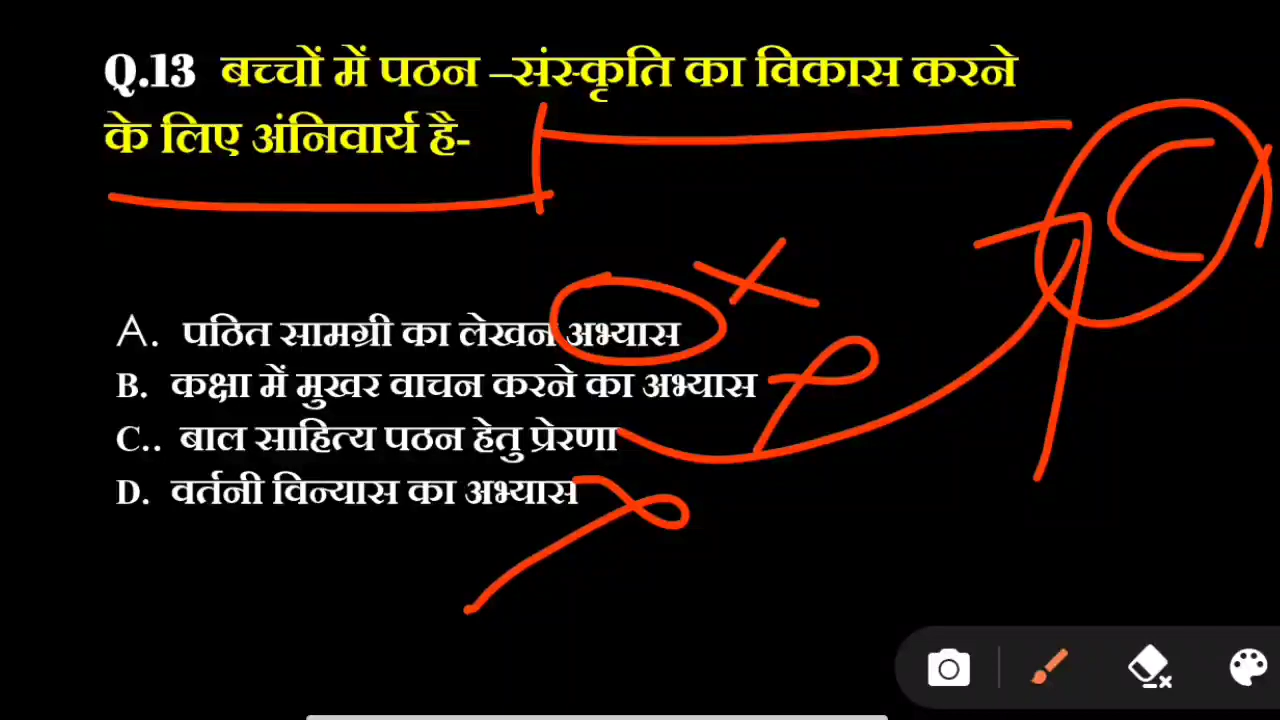 Q.13 बच्चों में पठन –संस्कृति का विकास करने
के लिए अंनिवार्य है-
C
A. पठित सामग्री का लेखन अभ्यास
B. कक्षा में मुखर वाचन करने का अभ्यास
C.. बाल साहित्य पठन हेतु प्रेरणा
D. वर्तनी विन्यास का अभ्यास